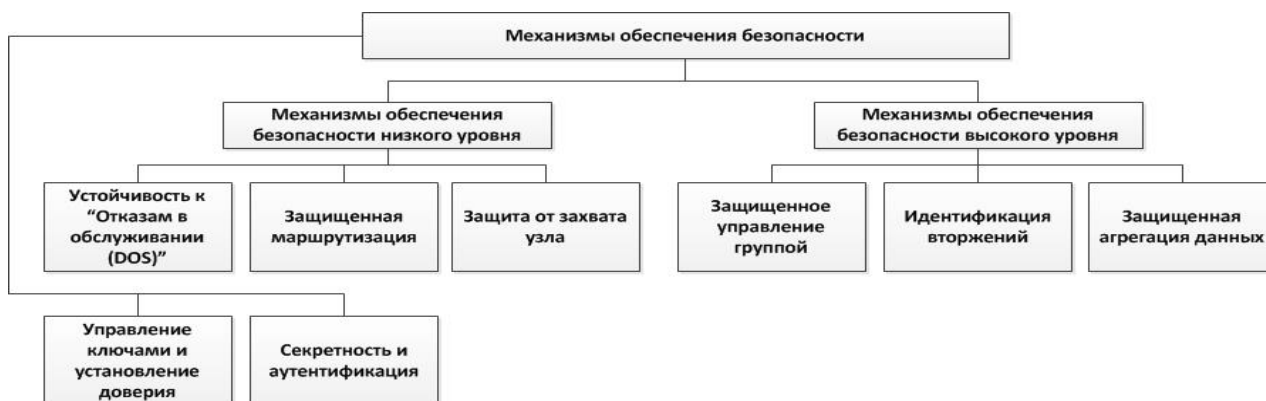 Механизмы обеспечения безопасности
Механизмы обеспечения
безопасности низкого уровня
Механизмы обеспечения
безопасности высокого уровня
Устойчивость к
“Отказам в
обслуживании
(DOS)”
Защищенная
маршрутизация
Защита от захвата
узла
Защищенное
управление
группой
Идентификация
вторжений
Защищенная
агрегация данных
Управление
ключами и
установление
доверия
Секретность и
аутентификация